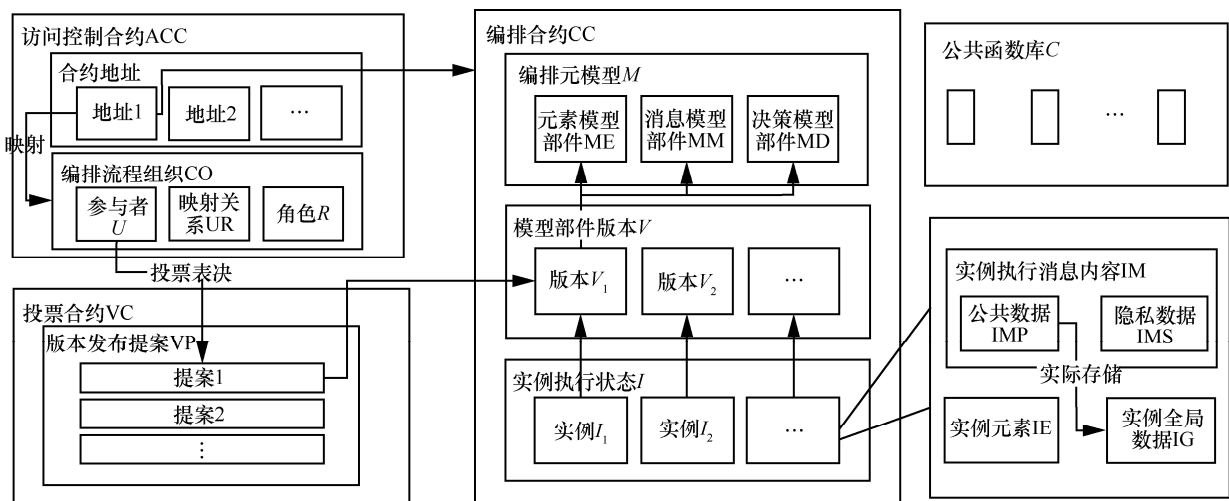 访问控制合约ACC
合约地址
地址1
地址2
…
映射
编排流程组织CO
参与者
U
映射关
系UR
角色R
投票表决
投票合约VC
版本发布提案VP
提案1
提案2
⋮
编排合约CC
编排元模型M
元素模型
部件ME
消息模型
部件MM
决策模型
部件MD
模型部件版本V
版本V₁
版本V₂
…
实例执行状态I
实例I₁
实例I₂
…
公共函数库C
…
实例执行消息内容IM
公共数据
IMP
隐私数据
IMS
实际存储
实例元素IE
实例全局
数据IG